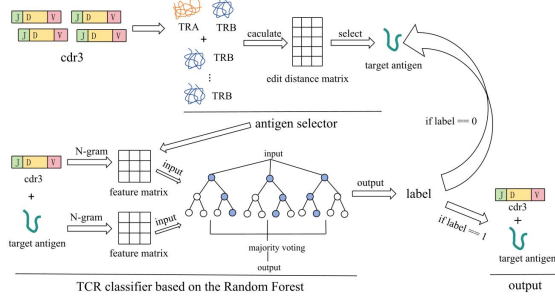 J D V J D V
J D V J D V
cdr3
TRA TRB
+
TRB
⋮
TRB
caculate
edit distance matrix
select
target antigen
antigen selector
if label == 0
J D V
cdr3
+
target antigen
N-gram
feature matrix
input
N-gram
feature matrix
input
input
majority voting
output
output
label
if label == 1
J D V
cdr3
+
target antigen
TCR classifier based on the Random Forest
output